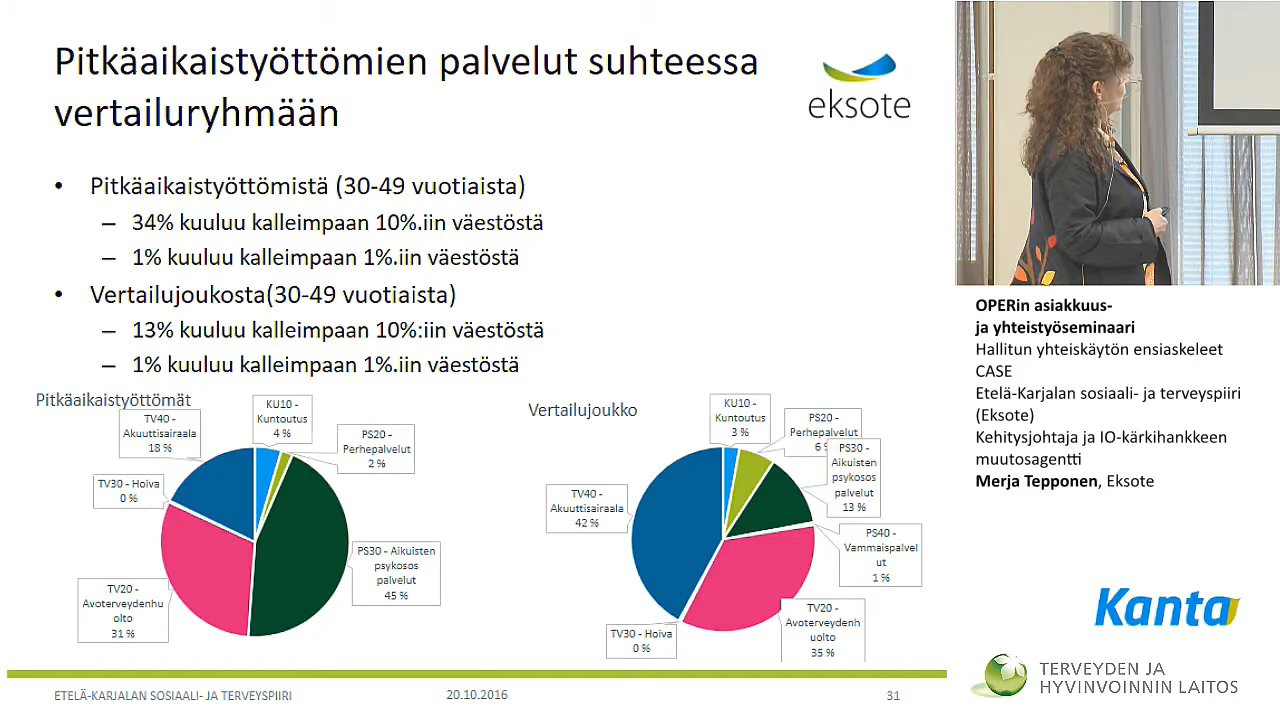 Pitkäaikaistyöttömien palvelut suhteessa
vertailuryhmään
eksote
• Pitkäaikaistyöttömistä (30-49 vuotiaista)
– 34% kuuluu kalleimpaan 10%.iin väestöstä
– 1% kuuluu kalleimpaan 1%.iin väestöstä
• Vertailujoukosta(30-49 vuotiaista)
– 13% kuuluu kalleimpaan 10%:iin väestöstä
– 1% kuuluu kalleimpaan 1%.iin väestöstä
Pitkäaikaistyöttömät
TV40 -
Akuuttisairaala
18 %
KU10 -
Kuntoutus
4 %
PS20 -
Perhepalvelut
2 %
TV30 - Hoiva
0 %
PS30 - Aikuisten
psykosos
palvelut
45 %
TV20 -
Avoterveydenhu
olto
31 %
Vertailujoukko
KU10 -
Kuntoutus
3 %
PS20 -
Perhepalvelut
6
PS30 -
Aikuisten
psykosos
palvelut
13 %
TV40 -
Akuuttisairaala
42 %
PS40 -
Vammaispalvel
ut
1 %
TV30 - Hoiva
0 %
TV20 -
Avoterveydenh
uolto
35 %
ETELÄ-KARJALAN SOSIAALI- JA TERVEYSPIIRI
20.10.2016
31
OPERin asiakkuus-
ja yhteistyöseminaari
Hallitun yhteiskäytön ensiaskeleet
CASE
Etelä-Karjalan sosiaali- ja terveyspiiri
(Eksote)
Kehitysjohtaja ja IO-kärkihankkeen
muutosagentti
Merja Tepponen, Eksote
Kanta
TERVEYDEN JA
HYVINVOINNIN LAITOS